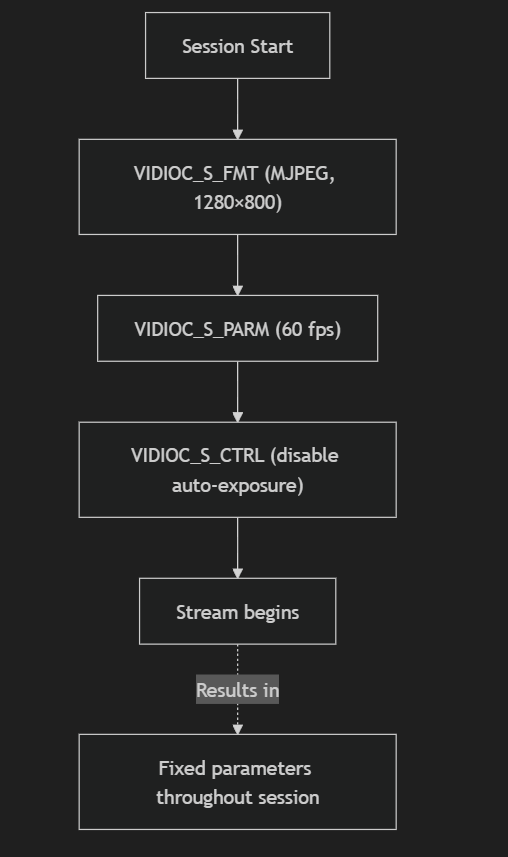 Session Start
VIDIOC_S_FMT (MJPEG,
1280×800)
VIDIOC_S_PARM (60 fps)
VIDIOC_S_CTRL (disable
auto-exposure)
Stream begins
Results in
Fixed parameters
throughout session